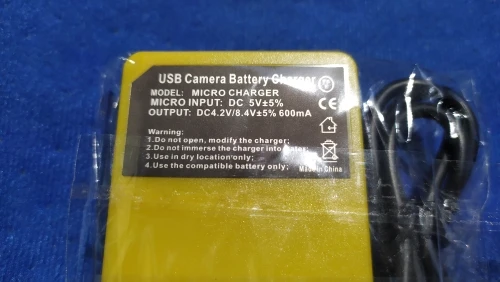 USB Camera Battery Charger
MODEL: MICRO CHARGER
MICRO INPUT: DC 5V±5%
OUTPUT: DC4.2V/8.4V±5% 600mA
Warning:
1.Do not open, modify the charger;
2.Do not immerse the charger into water;
3.Use in dry location only;
4.Use the compatible battery only;
CE
Made in China